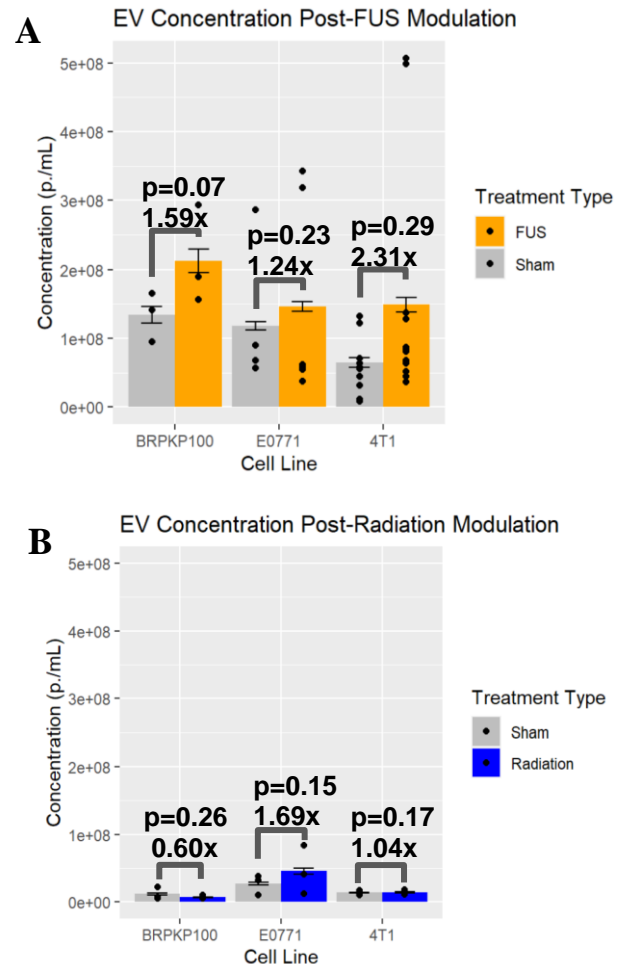 A
EV Concentration Post-FUS Modulation
5e+08
4e+08
3e+08
2e+08
1e+08
0e+00
Concentration (p./mL)
p=0.07
1.59x
p=0.23
1.24x
p=0.29
2.31x
BRPKP100
E0771
4T1
Cell Line
Treatment Type
FUS
Sham
B
EV Concentration Post-Radiation Modulation
5e+08
4e+08
3e+08
2e+08
1e+08
0e+00
Concentration (p./mL)
p=0.26
0.60x
p=0.15
1.69x
p=0.17
1.04x
BRPKP100
E0771
4T1
Cell Line
Treatment Type
Sham
Radiation